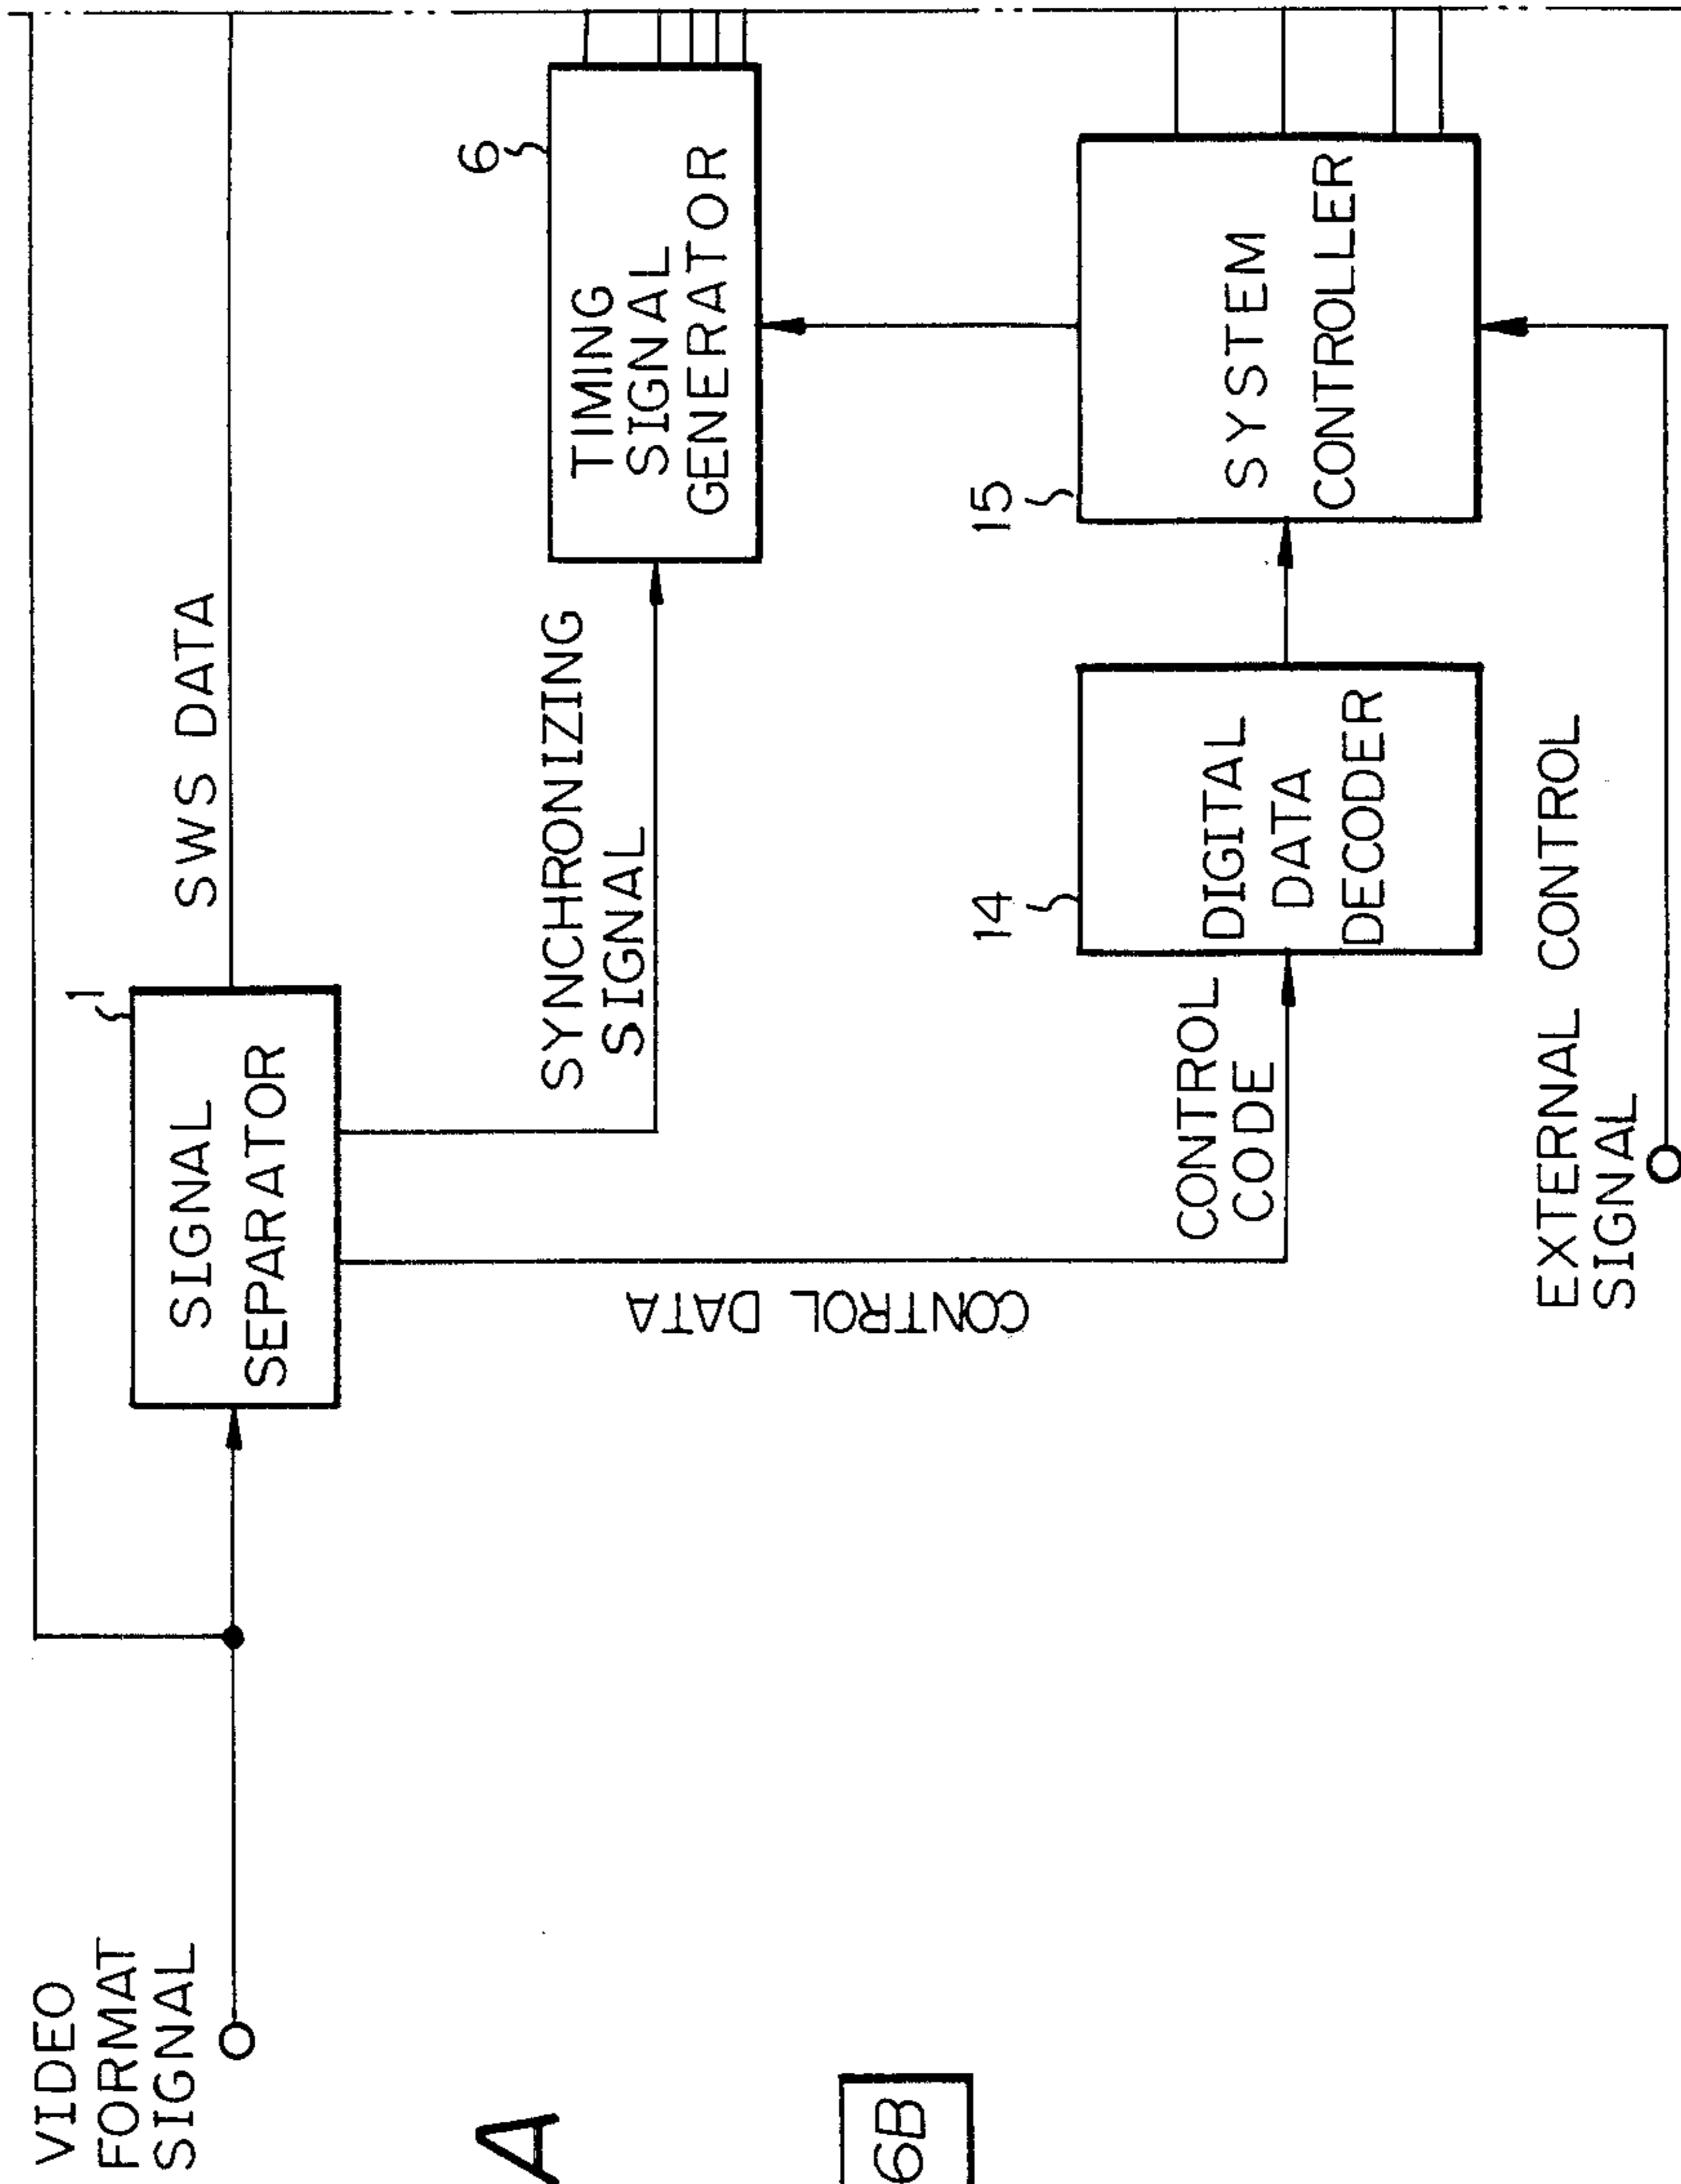 VIDEO
FORMAT
SIGNAL
1
SIGNAL
SEPARATOR
SWS DATA
SYNCHRONIZING
SIGNAL
6
TIMING
SIGNAL
GENERATOR
CONTROL DATA
CONTROL
CODE
14
DIGITAL
DATA
DECODER
15
SYSTEM
CONTROLLER
EXTERNAL CONTROL
SIGNAL
A
6B